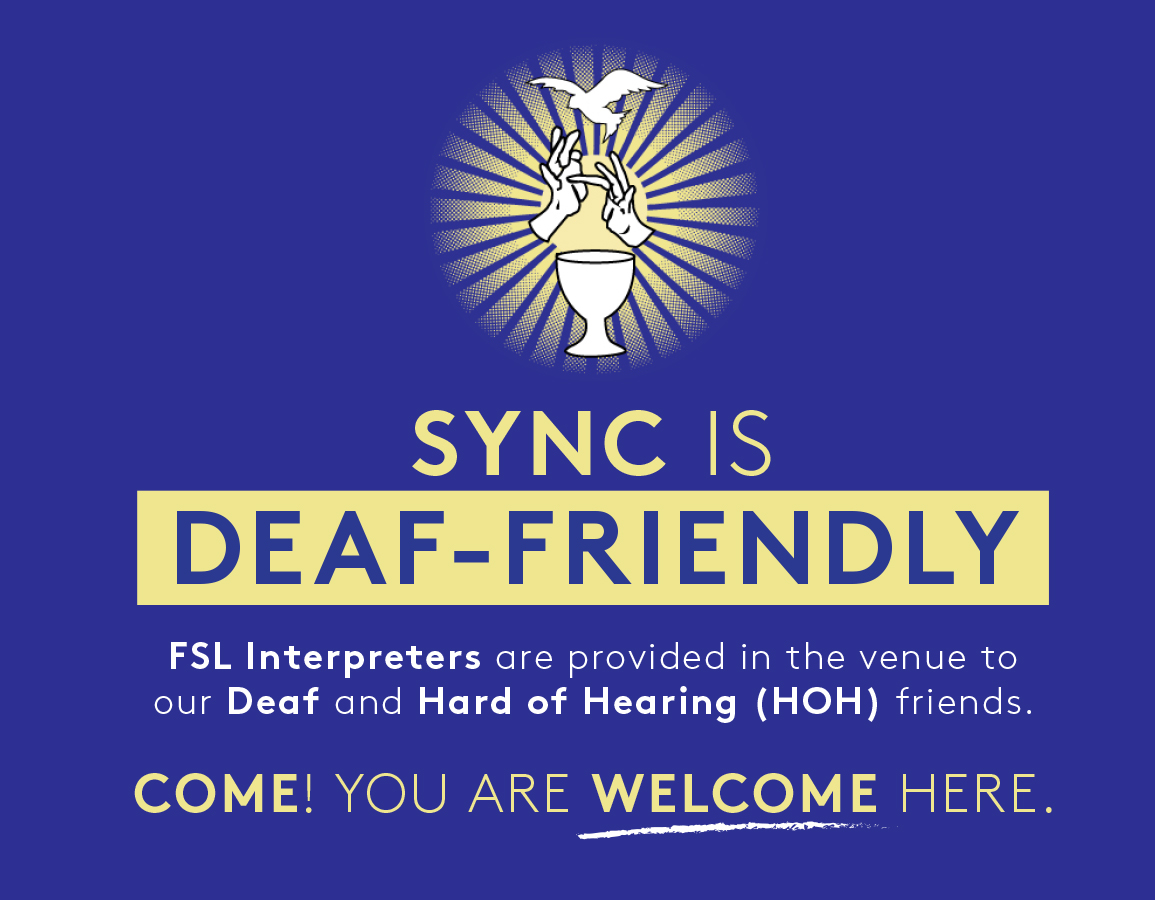 SYNC IS
DEAF-FRIENDLY
FSL Interpreters are provided in the venue to
our Deaf and Hard of Hearing (HOH) friends.
COME! YOU ARE WELCOME HERE.